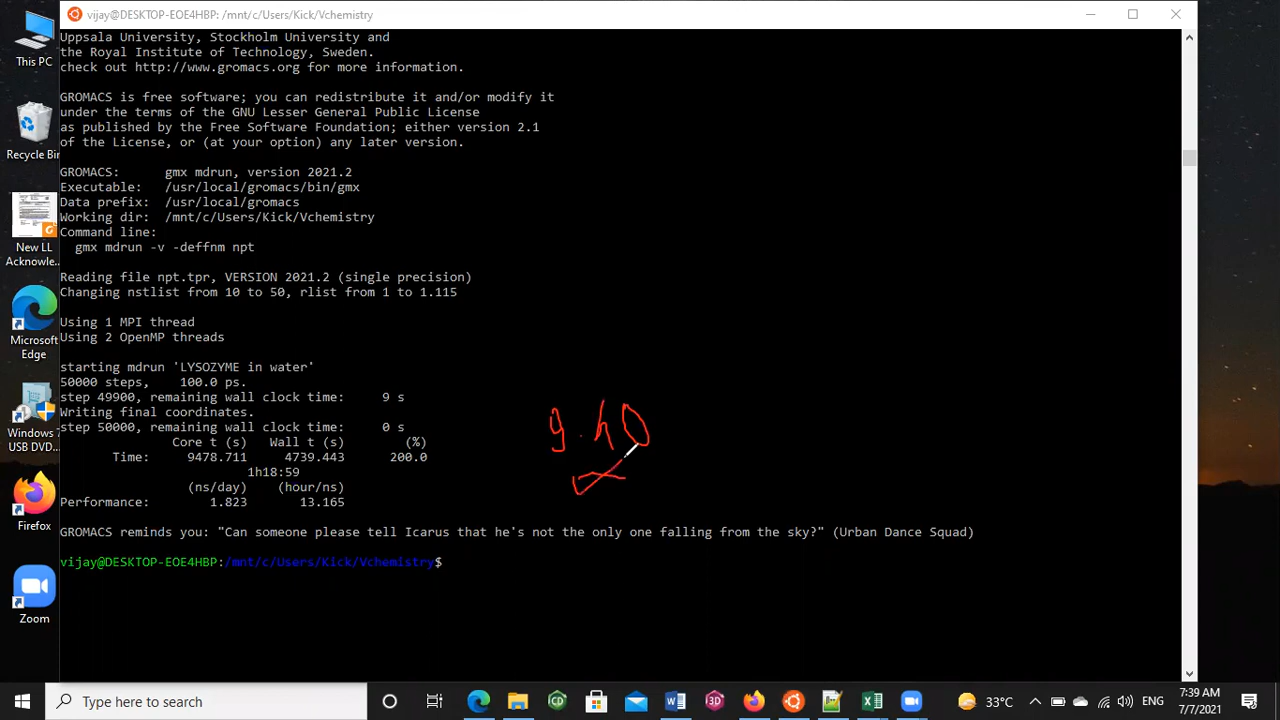 vijay@DESKTOP-EOE4HBP: /mnt/c/Users/Kick/Vchemistry
Uppsala University, Stockholm University and
the Royal Institute of Technology, Sweden.
check out http://www.gromacs.org for more information.
GROMACS is free software; you can redistribute it and/or modify it
under the terms of the GNU Lesser General Public License
as published by the Free Software Foundation; either version 2.1
of the License, or (at your option) any later version.
GROMACS: gmx mdrun, version 2021.2
Executable: /usr/local/gromacs/bin/gmx
Data prefix: /usr/local/gromacs
Working dir: /mnt/c/Users/Kick/Vchemistry
Command line:
gmx mdrun -v -deffnm npt
Reading file npt.tpr, VERSION 2021.2 (single precision)
Changing nstlist from 10 to 50, rlist from 1 to 1.115
Using 1 MPI thread
Using 2 OpenMP threads
starting mdrun 'LYSOZYME in water'
50000 steps, 100.0 ps.
step 49900, remaining wall clock time: 9 s
Writing final coordinates.
step 50000, remaining wall clock time: 0 s
Core t (s) Wall t (s) (%)
Time: 9478.711 4739.443 200.0
1h18:59
(ns/day) (hour/ns)
Performance: 1.823 13.165
GROMACS reminds you: "Can someone please tell Icarus that he's not the only one falling from the sky?" (Urban Dance Squad)
vijay@DESKTOP-EOE4HBP:/mnt/c/Users/Kick/Vchemistry$
This PC
Recycle Bin
New LL
Acknowle...
Microsoft
Edge
Windows 7
USB DVD...
Firefox
Zoom
Type here to search
33°C
ENG
7:39 AM
7/7/2021